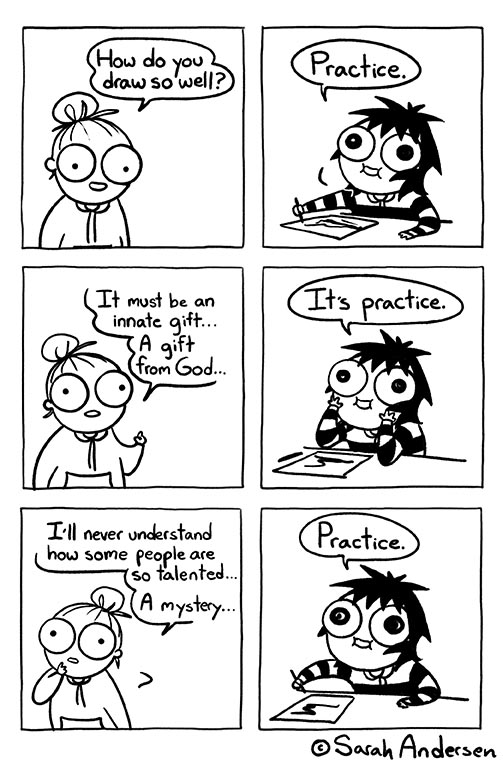 How do you
draw so well?
Practice.
It must be an
innate gift...
A gift
from God...
It's practice.
I'll never understand
how some people are
so talented...
A mystery...
Practice.
© Sarah Andersen